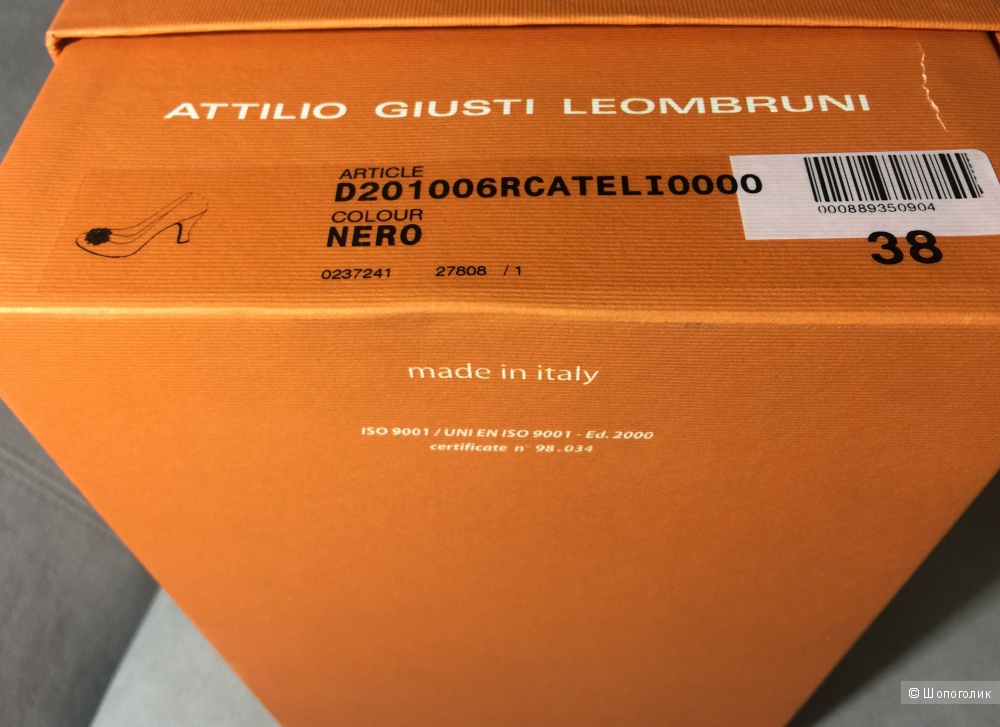 ATTILIO GIUSTI LEOMBRUNI
ARTICLE
D201006RCATELI0000
COLOUR
NERO
0237241 27808 / 1
000889350904
38
made in italy
ISO 9001 / UNI EN ISO 9001 - Ed. 2000
certificate n° 98.034
© Шопоголик